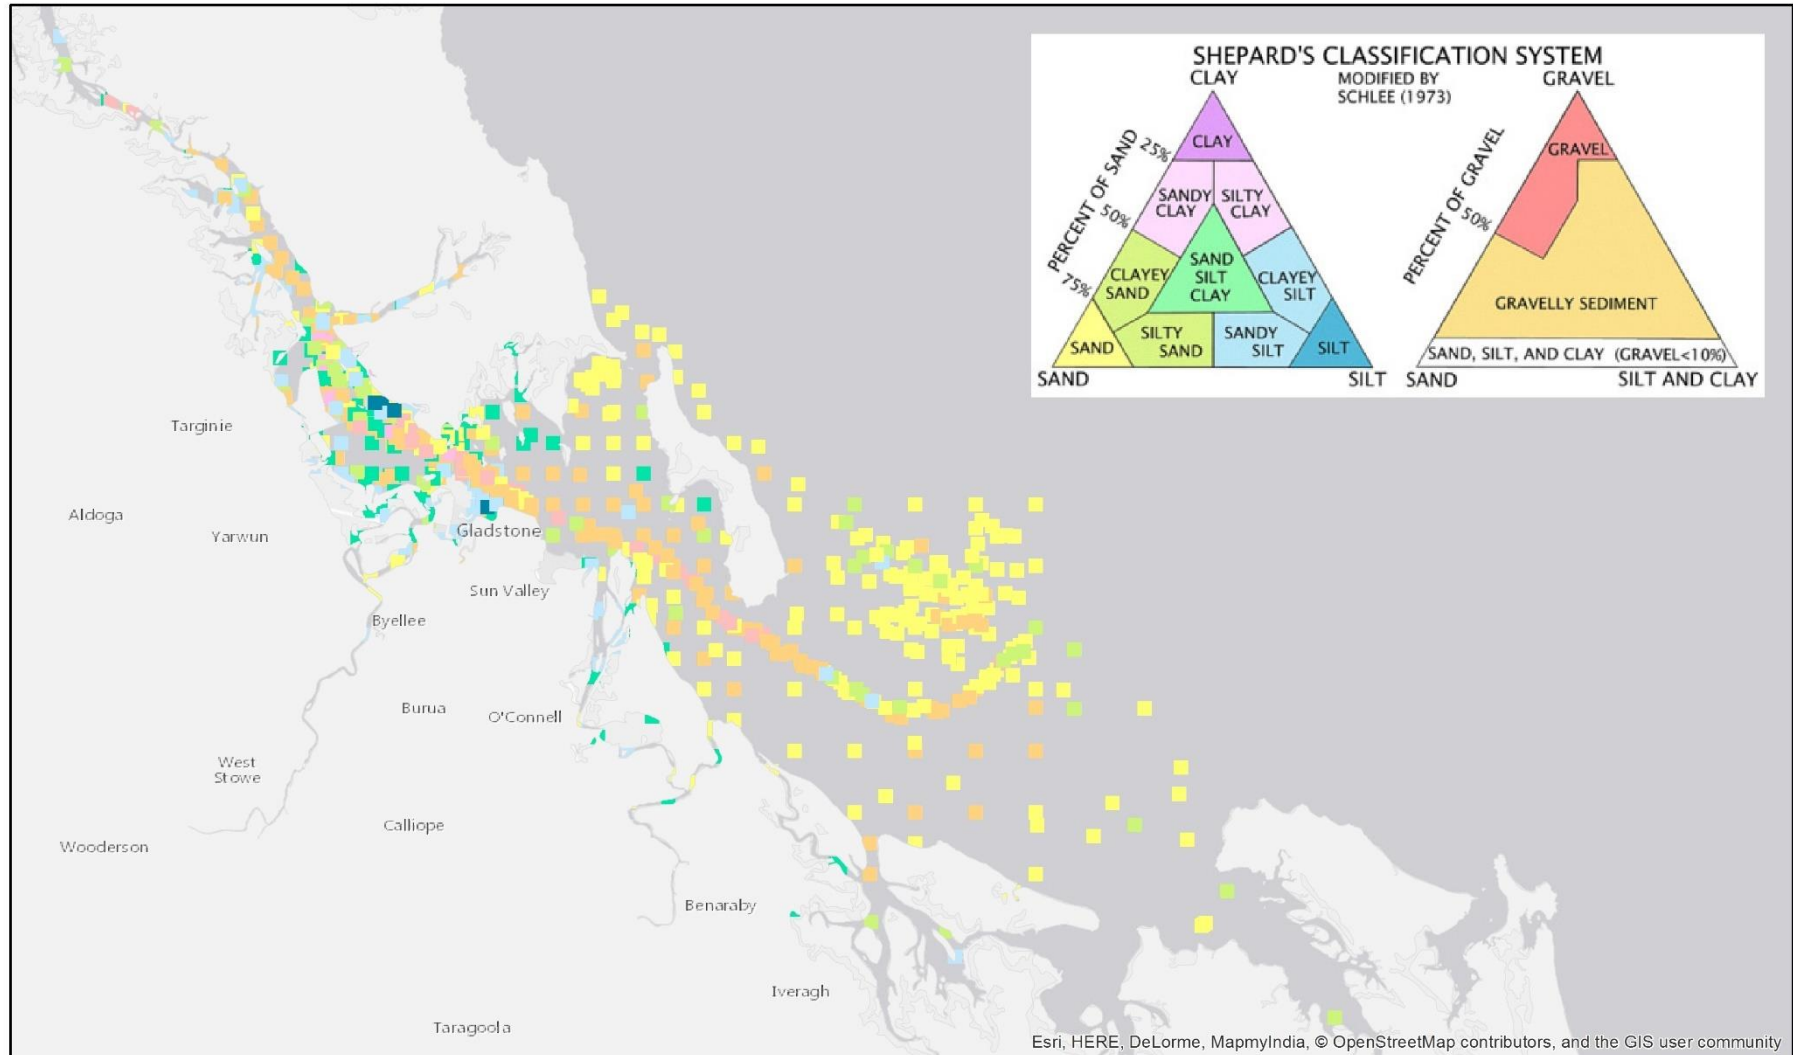 SHEPARD'S CLASSIFICATION SYSTEM
MODIFIED BY
SCHLEE (1973)
CLAY
PERCENT OF SAND
25%
50%
75%
CLAY
SANDY
CLAY
SILTY
CLAY
CLAYEY
SAND
SAND
SILT
CLAY
CLAYEY
SILT
SAND
SILTY
SAND
SANDY
SILT
SILT
SAND
SILT
GRAVEL
PERCENT OF GRAVEL
50%
GRAVEL
GRAVELLY SEDIMENT
SAND, SILT, AND CLAY (GRAVEL<10%)
SAND
SILT AND CLAY
Targinie
Aldoga
Yarwun
Gladstone
Sun Valley
Byellee
Burua
O'Connell
West
Stowe
Calliope
Wooderson
Benaraby
Iveragh
Taragoola
Esri, HERE, DeLorme, MapmyIndia, © OpenStreetMap contributors, and the GIS user community